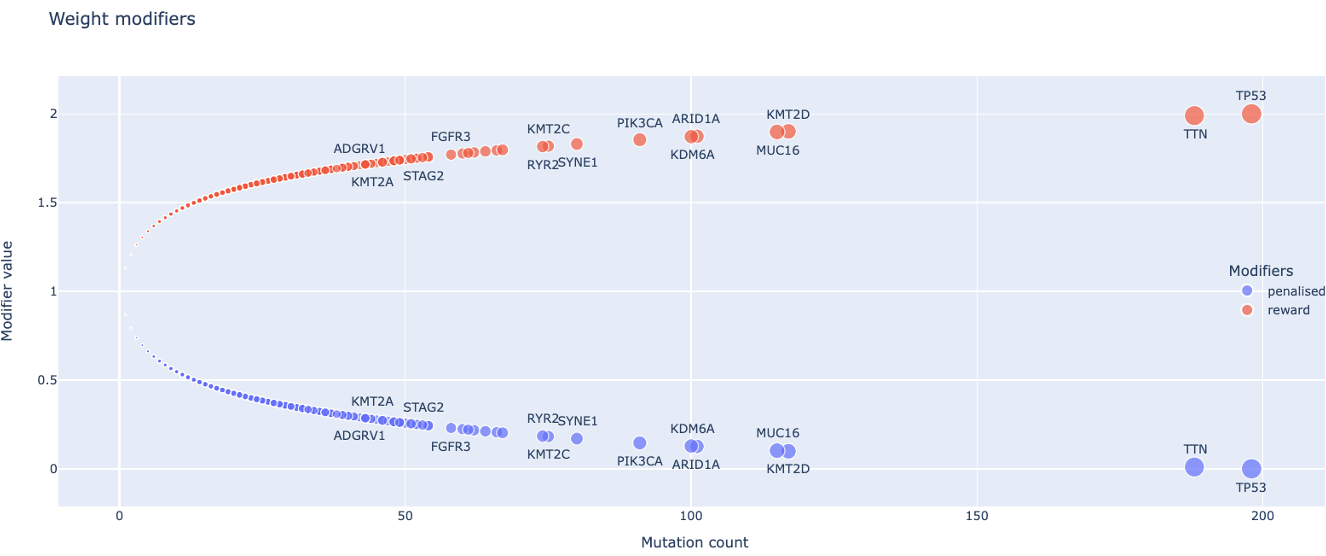 Weight modifiers
TP53
2
KMT2D
ARID1A
PIK3CA
KMT2C
TTN
FGFR3
ADGRV1
MUC16
KDM6A
SYNE1
RYR2
STAG2
KMT2A
1.5
Modifiers
1
penalised
reward
Modifier value
0.5
KMT2A
STAG2
RYR2
SYNE1
KDM6A
MUC16
ADGRV1
TTN
FGFR3
KMT2C
0
PIK3CA
ARID1A
KMT2D
TP53
0
50
100
150
200
Mutation count